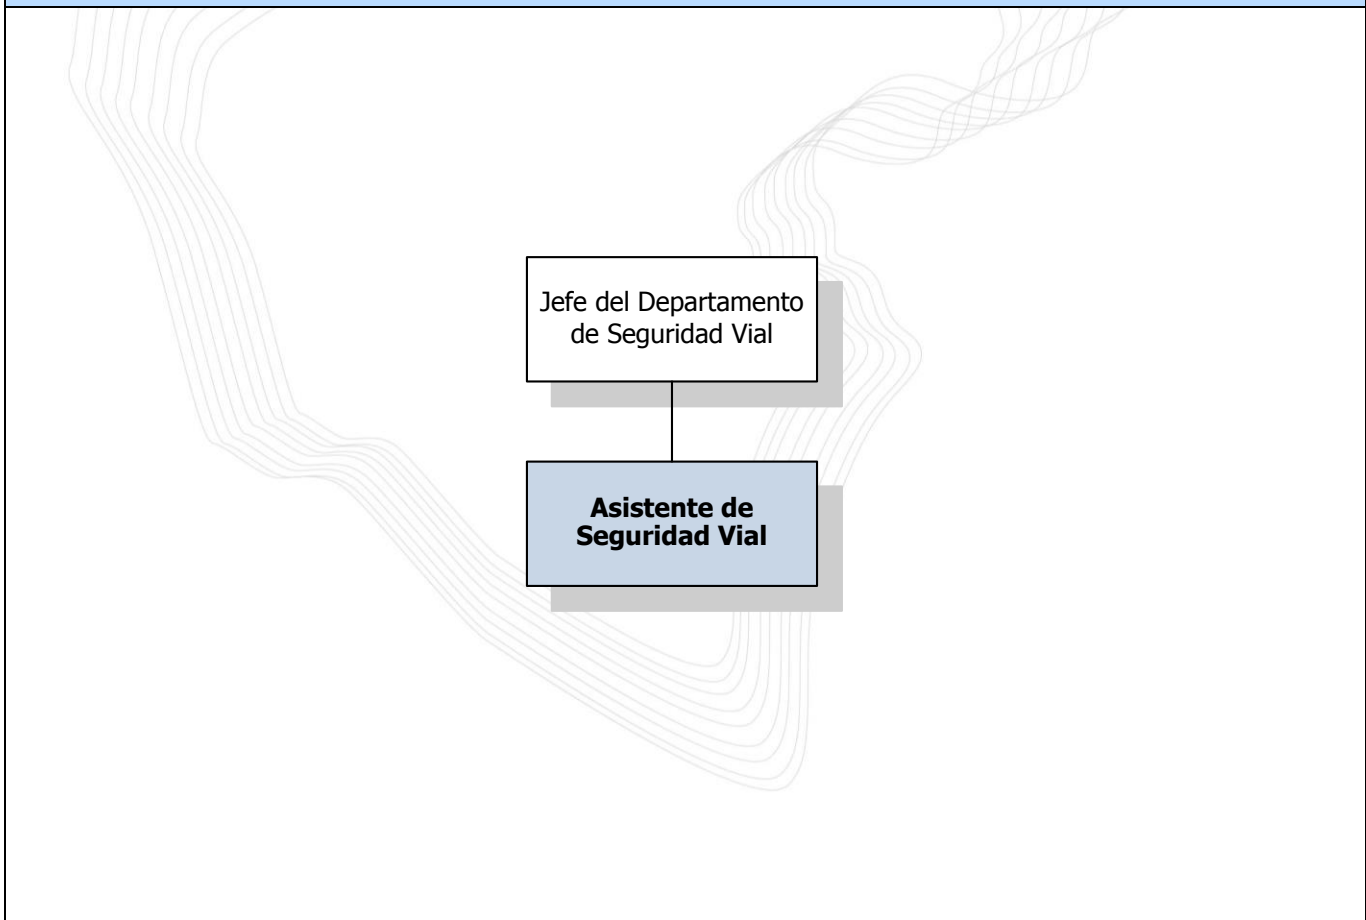 Jefe del Departamento
de Seguridad Vial
Asistente de
Seguridad Vial